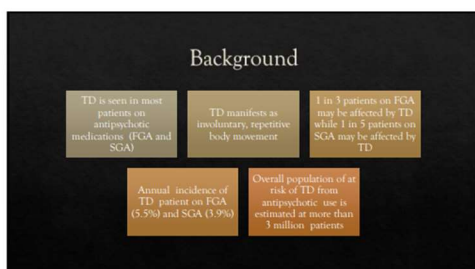 Background
TD is seen in most
patients on
antipsychotic
medications (FGA and
SGA)
TD manifests as
involuntary, repetitive
body movement
1 in 3 patients on FGA
may be affected by TD
while 1 in 5 patients on
SGA may be affected by
TD
Annual incidence of
TD patient on FGA
(5.5%) and SGA (3.9%)
Overall population of at
risk of TD from
antipsychotic use is
estimated at more than
3 million patients